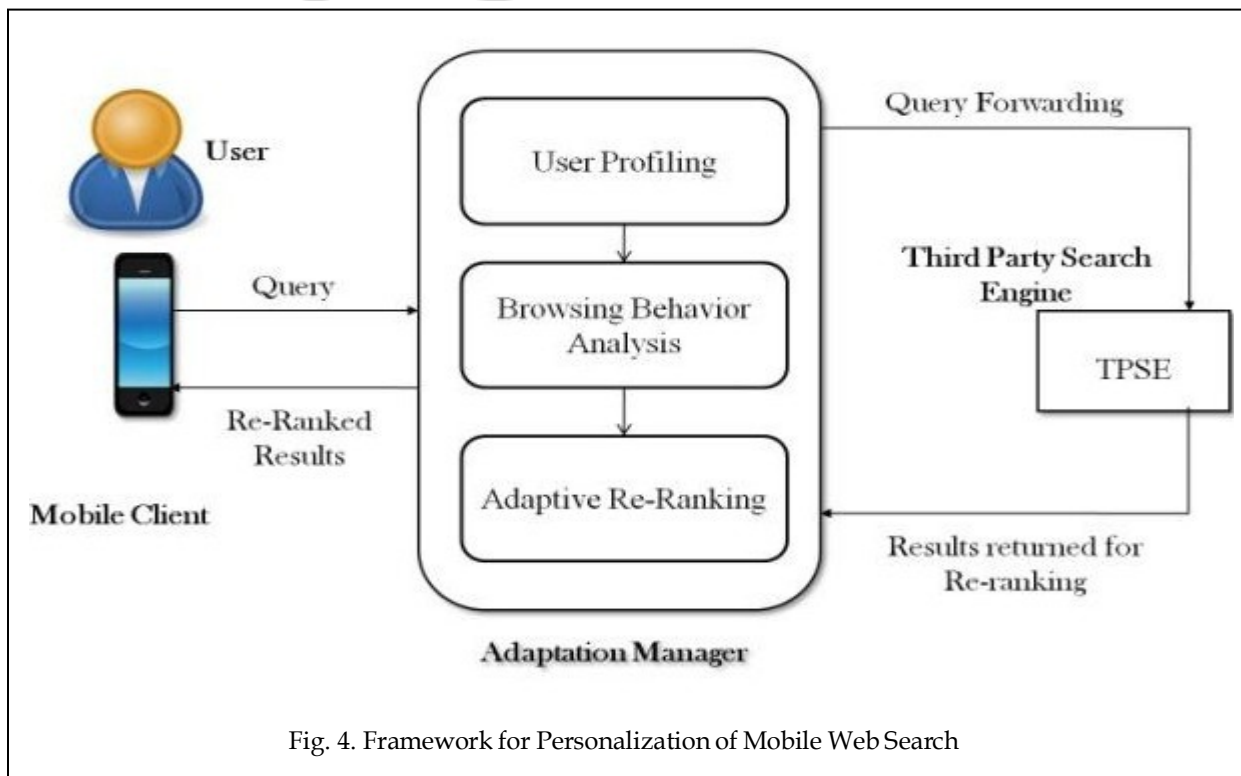 User
Query
Re-Ranked
Results
Mobile Client
User Profiling
Browsing Behavior
Analysis
Adaptive Re-Ranking
Adaptation Manager
Query Forwarding
Third Party Search
Engine
TPSE
Results returned for
Re-ranking
Fig. 4. Framework for Personalization of Mobile Web Search